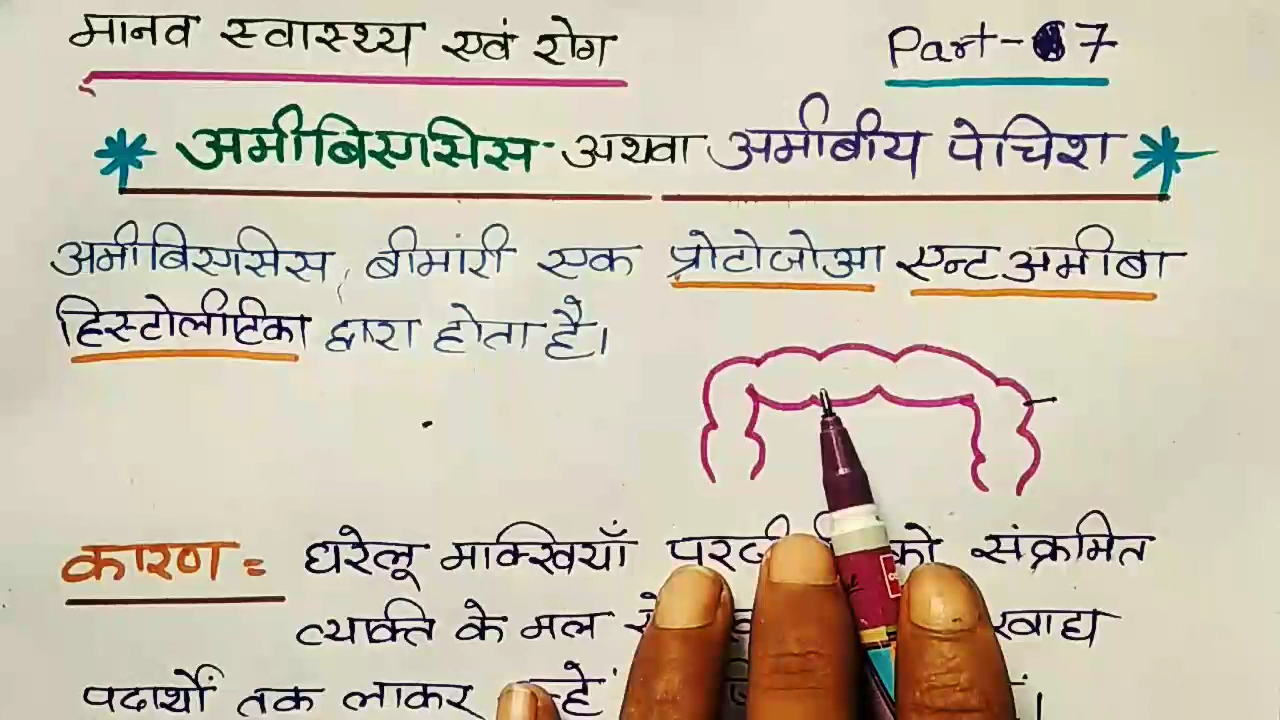 मानव स्वास्थ्य एवं रोग
Part-07
अमीबिएसिस अथवा अमीबीय पेचिश
अमीबिएसिस, बीमांरी एक प्रोटोजोआ एन्टअमीबा
हिस्टोलीटिका द्वारा होता है।
कारण = घरेलू मक्खियाँ को संक्रमित
व्यक्ति के मल खाद्य
पदार्थों तक लाकर